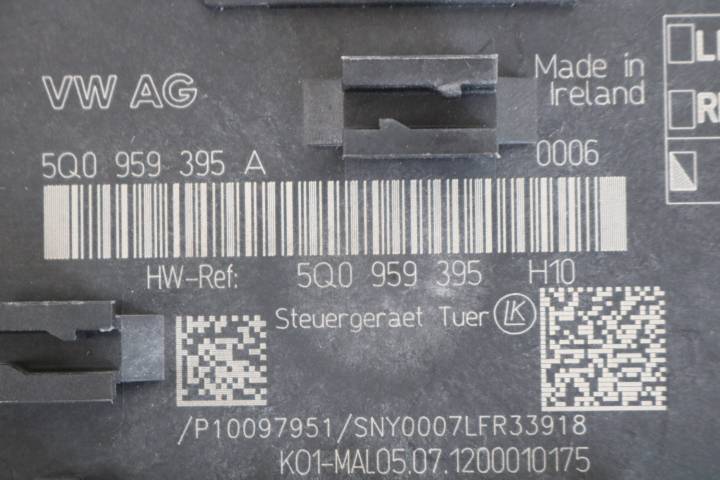 VW AG
Made in
Ireland
5Q0 959 395 A
0006
HW-Ref: 5Q0 959 395 H10
Steuergeraet Tuer LK
/P10097951/SNY0007LFR33918
K01-MAL05.07.1200010175